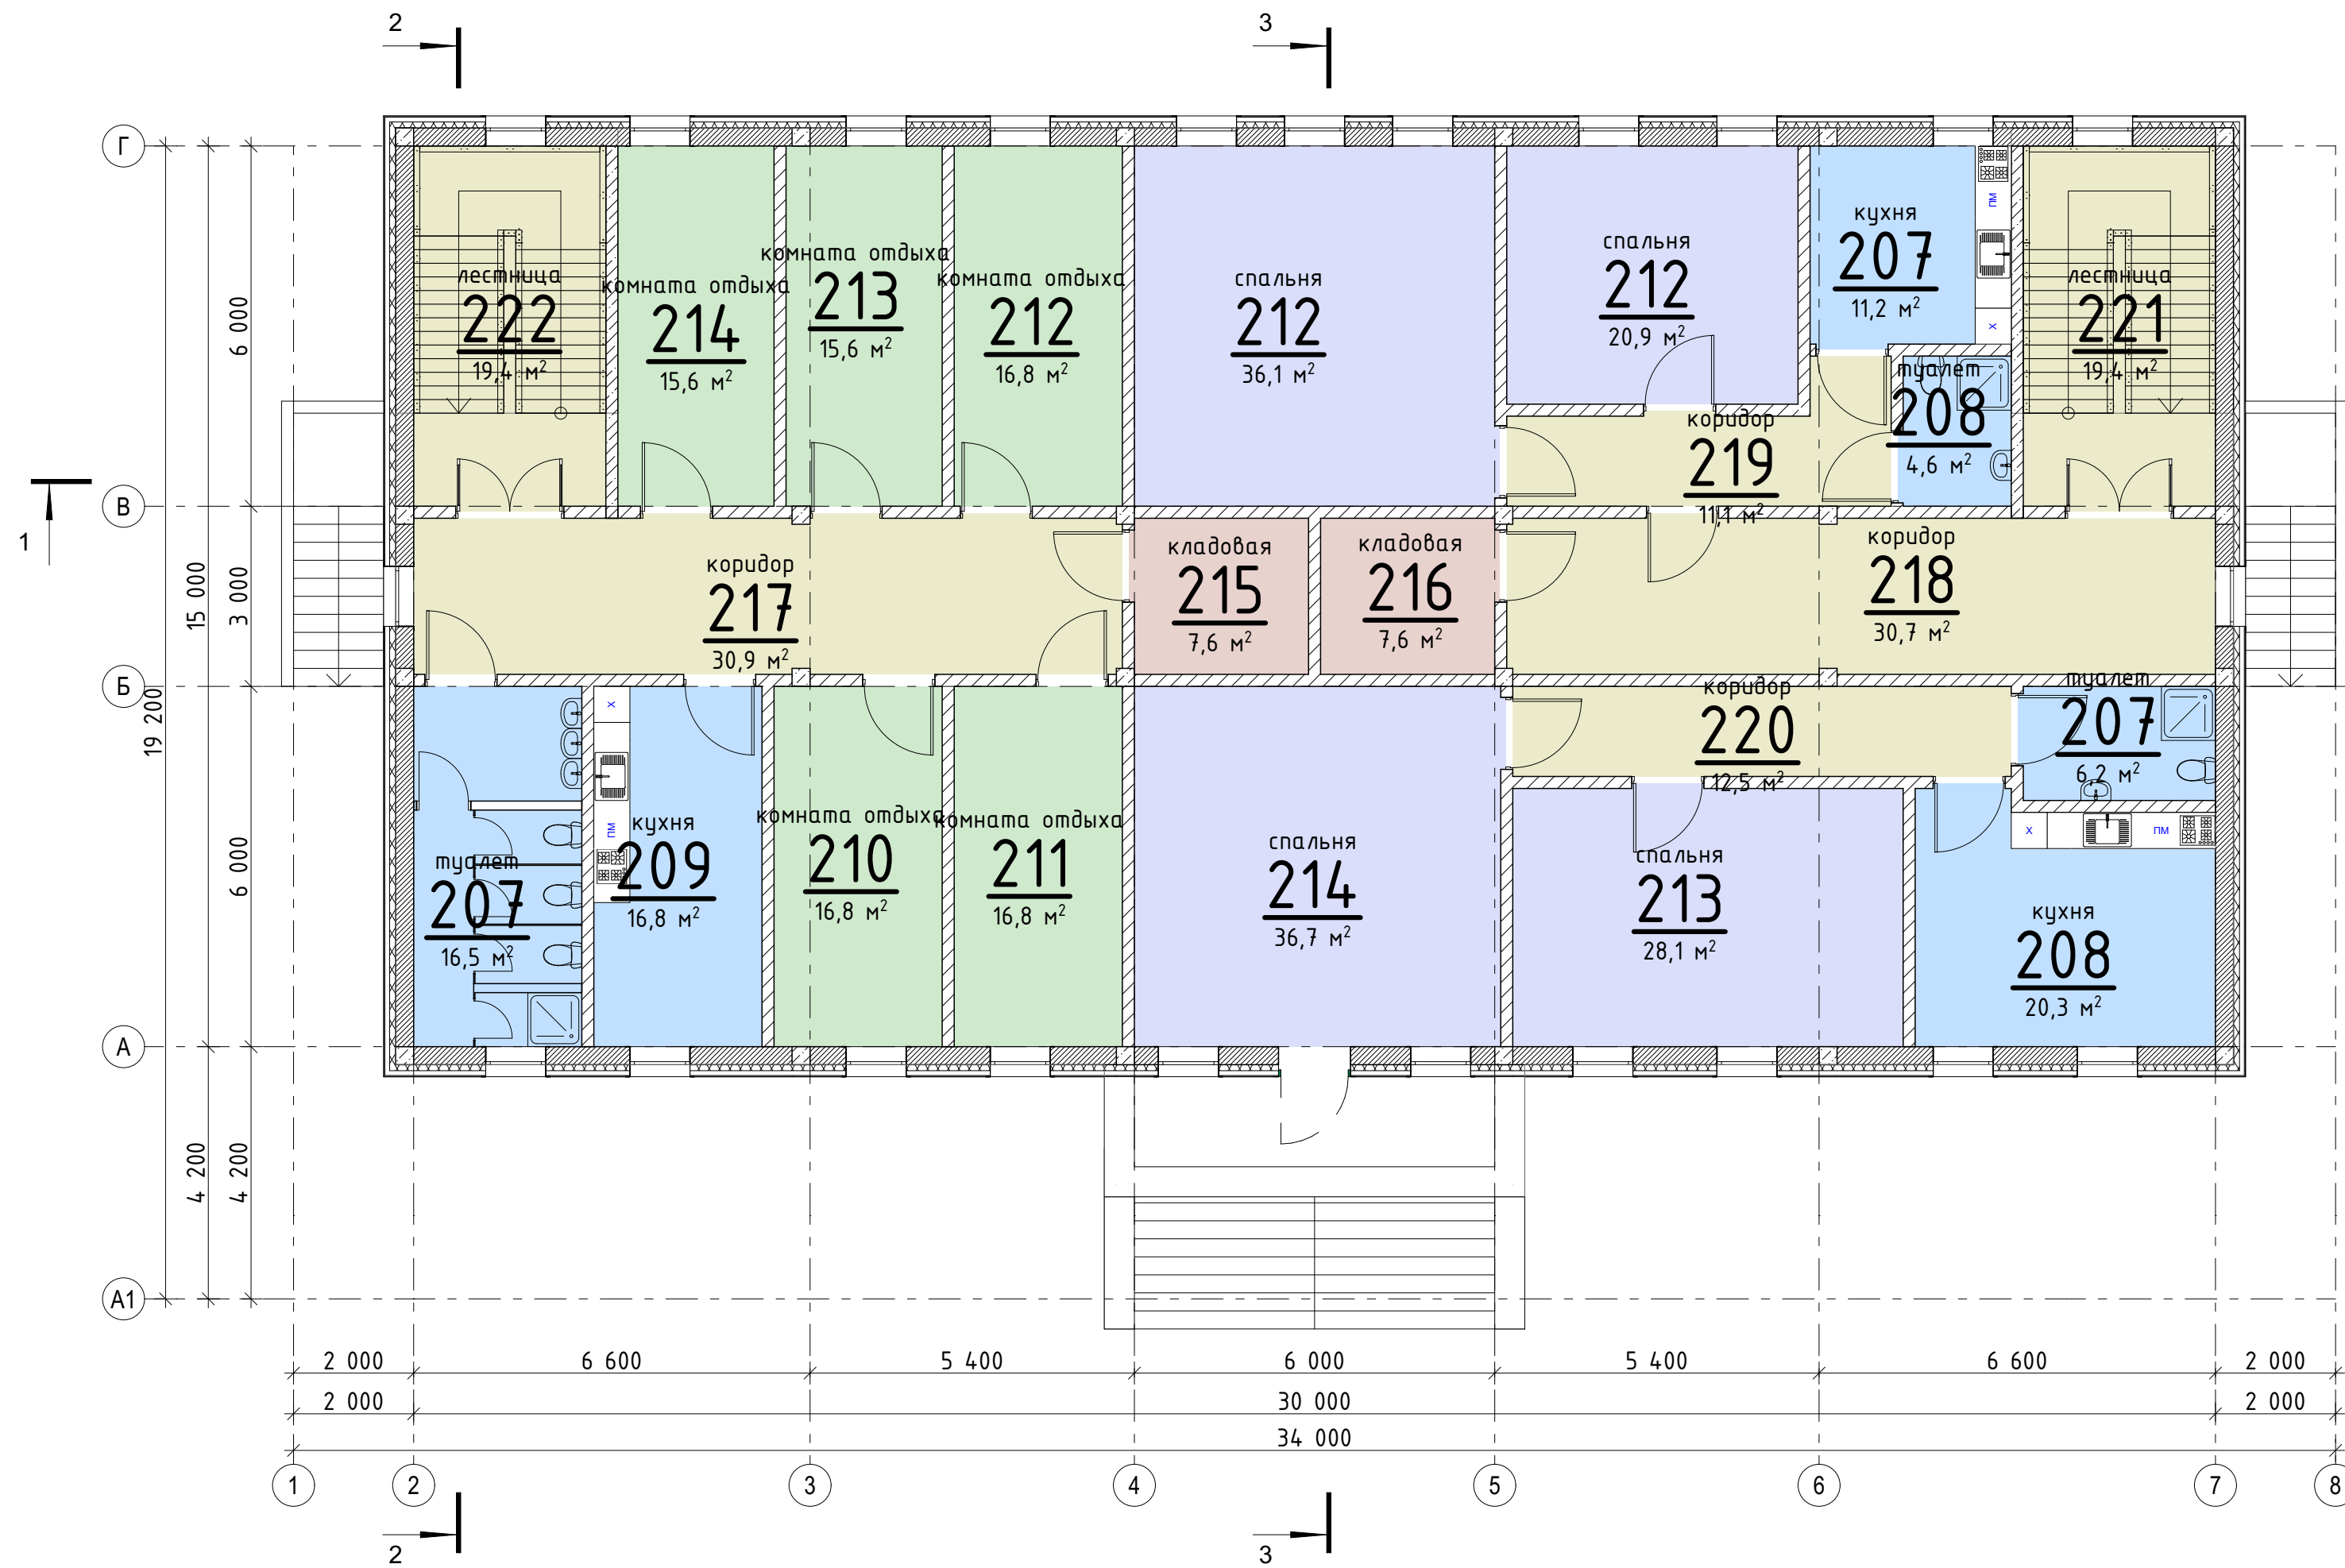 2
3
Г
лестница
222
19,4 м²
комната отдыха
214
15,6 м²
комната отдыха
213
15,6 м²
комната отдыха
212
16,8 м²
спальня
212
36,1 м²
спальня
212
20,9 м²
кухня
207
11,2 м²
ПМ
Х
туалет
208
4,6 м²
лестница
221
19,4 м²
коридор
219
11,1 м²
6 000
В
1
коридор
217
30,9 м²
кладовая
215
7,6 м²
кладовая
216
7,6 м²
коридор
218
30,7 м²
15 000
3 000
Б
19 200
коридор
220
12,5 м²
туалет
207
6,2 м²
6 000
туалет
207
16,5 м²
Х
ПМ
кухня
209
16,8 м²
комната отдыха
210
16,8 м²
комната отдыха
211
16,8 м²
спальня
214
36,7 м²
спальня
213
28,1 м²
Х
ПМ
кухня
208
20,3 м²
А
4 200
4 200
А1
2 000
6 600
5 400
6 000
5 400
6 600
2 000
2 000
30 000
2 000
34 000
1
2
3
4
5
6
7
8
2
3